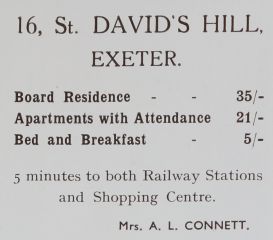 16, St. DAVID'S HILL,
EXETER.
Board Residence - - 35/-
Apartments with Attendance 21/-
Bed and Breakfast - 5/-
5 minutes to both Railway Stations
and Shopping Centre.
Mrs. A. L. CONNETT.